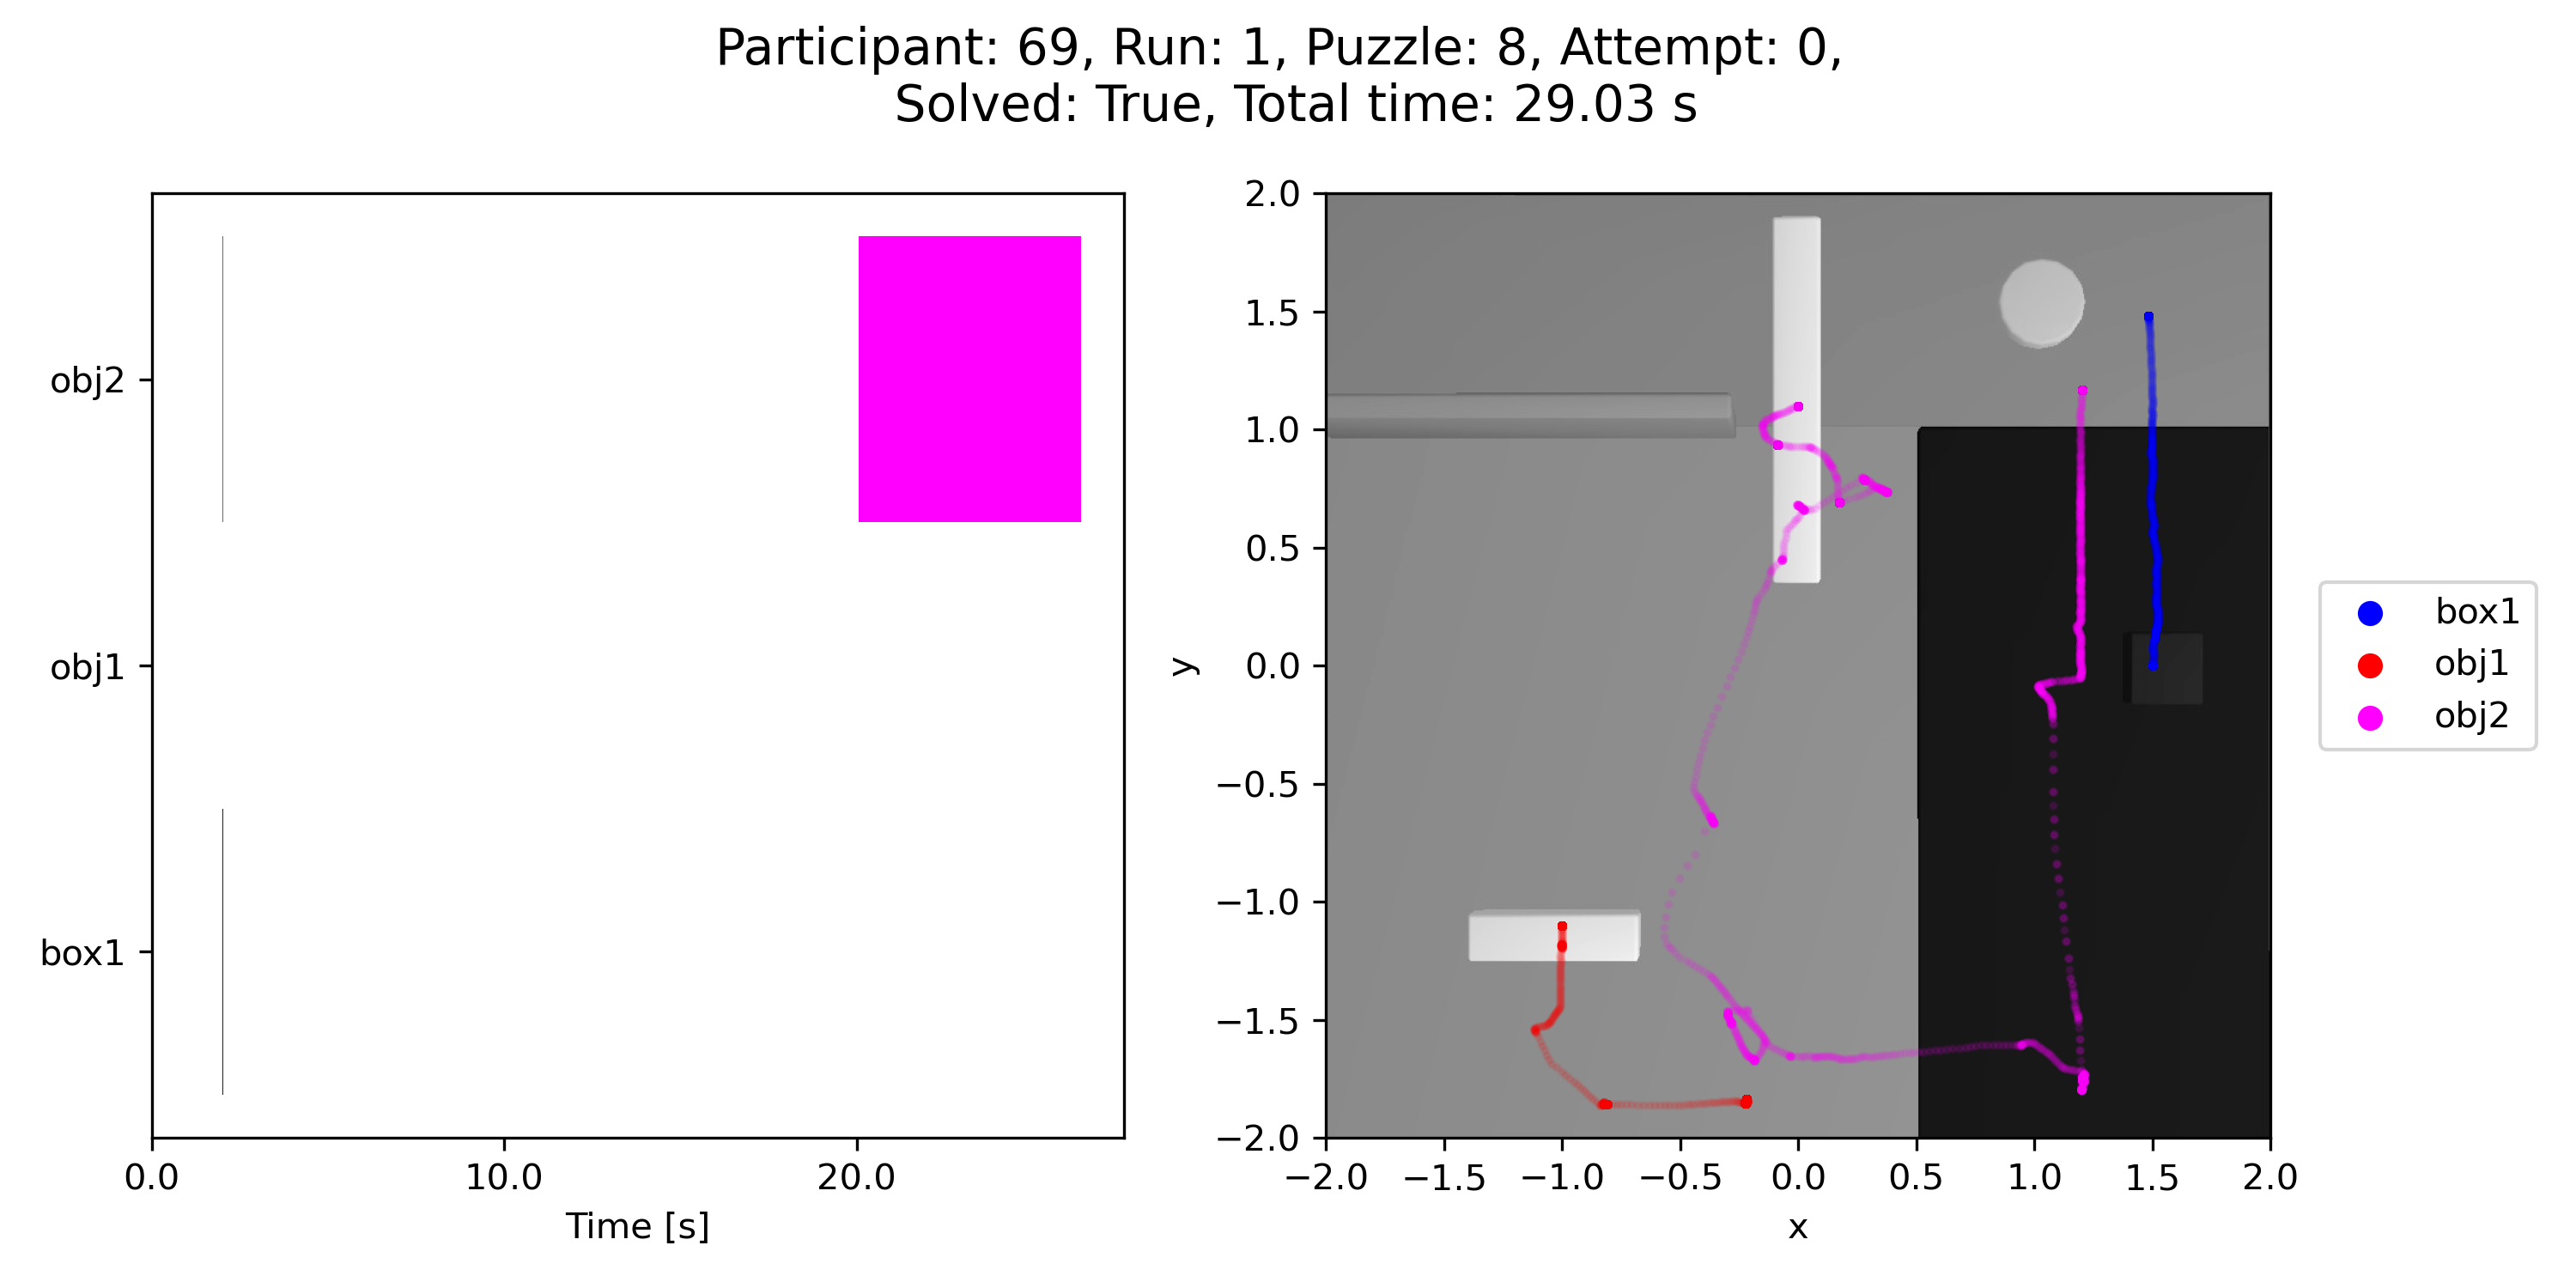 Participant: 69, Run: 1, Puzzle: 8, Attempt: 0,
Solved: True, Total time: 29.03 s
obj2
obj1
box1
0.0 10.0 20.0
Time [s]
2.0
1.5
1.0
0.5
0.0
−0.5
−1.0
−1.5
−2.0
y
−2.0 −1.5 −1.0 −0.5 0.0 0.5 1.0 1.5 2.0
x
box1
obj1
obj2